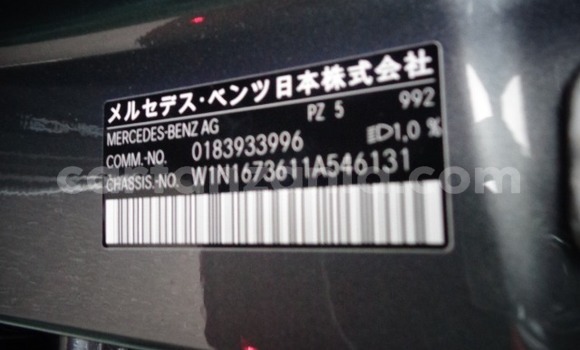 メルセデス・ベンツ日本株式会社
MERCEDES-BENZ AG PZ 5 992
COMM.-NO. 0183933996 1,0 %
CHASSIS.-NO. W1N1673611A546131